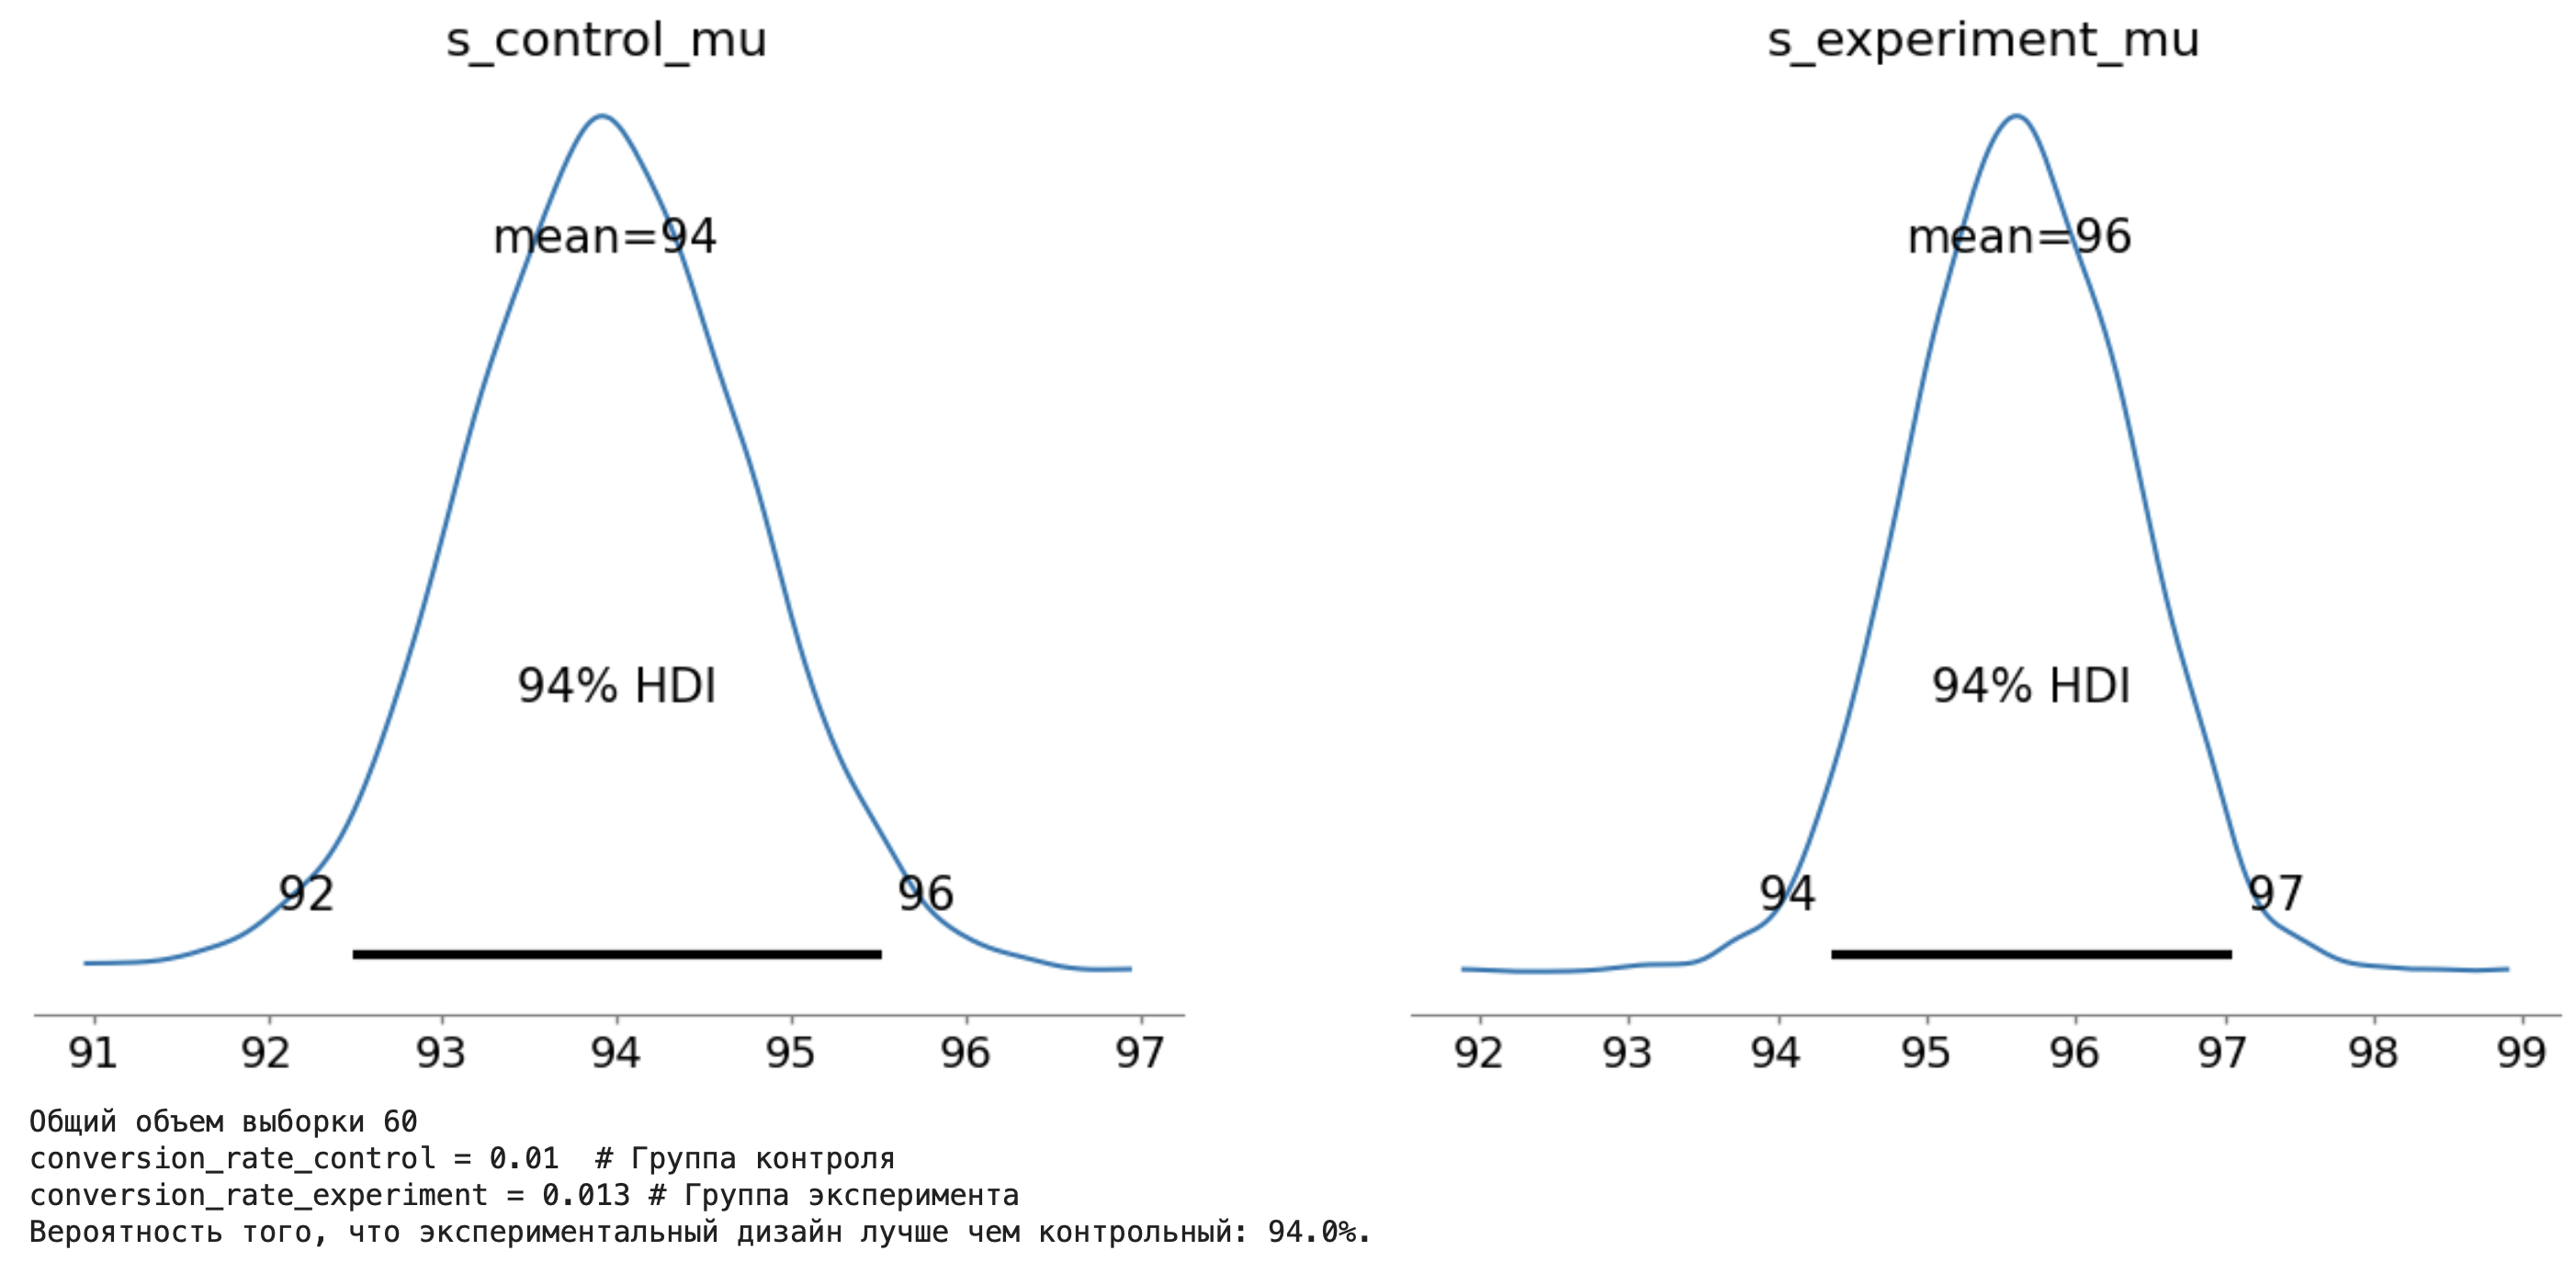 s_control_mu
mean=94
94% HDI
92 96
91 92 93 94 95 96 97
s_experiment_mu
mean=96
94% HDI
94 97
92 93 94 95 96 97 98 99
Общий объем выборки 60
conversion_rate_control = 0.01  # Группа контроля
conversion_rate_experiment = 0.013 # Группа эксперимента
Вероятность того, что экспериментальный дизайн лучше чем контрольный: 94.0%.